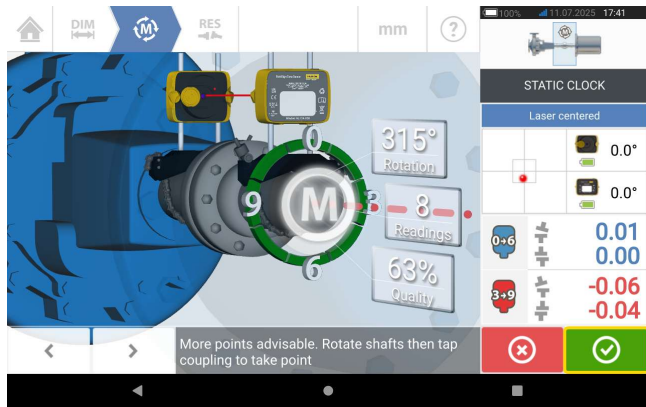 DIM
M
RES
mm
?
100%
11.07.2025 17:41
STATIC CLOCK
Laser centered
0.0°
0.0°
0
9
M
3
6
315°
Rotation
8
Readings
63%
Quality
0→6
0.01
0.00
3→9
-0.06
-0.04
More points advisable. Rotate shafts then tap
coupling to take point